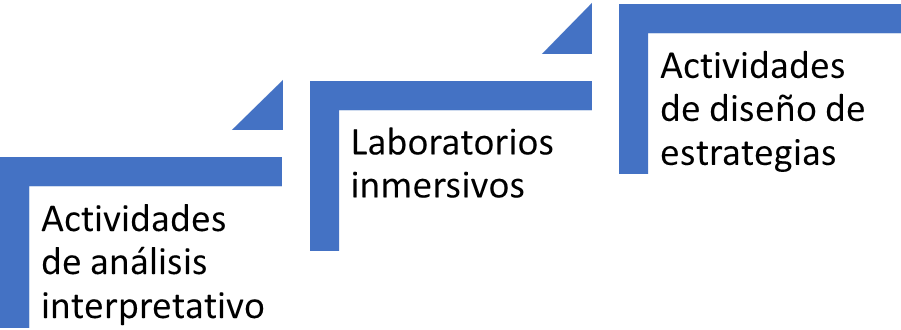 Actividades
de análisis
interpretativo
Laboratorios
inmersivos
Actividades
de diseño de
estrategias